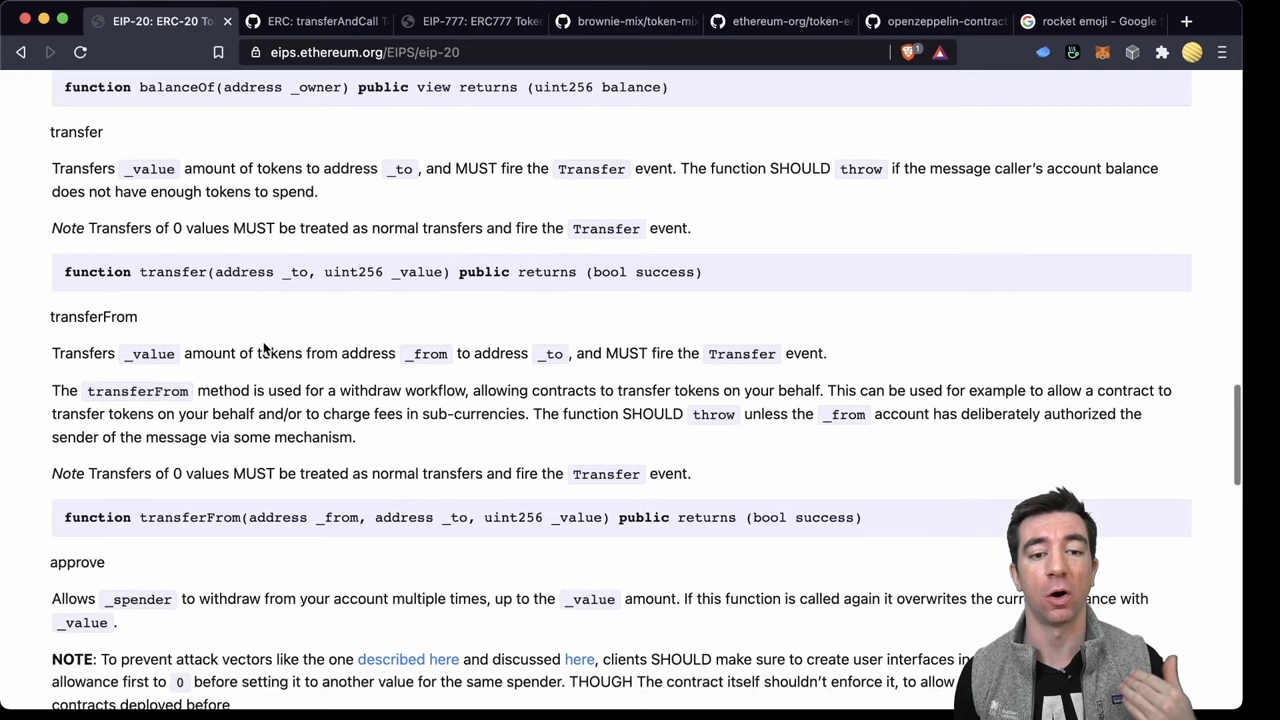 EIP-20: ERC-20 To
ERC: transferAndCall T
EIP-777: ERC777 Token
brownie-mix/token-mi
ethereum-org/token-e
openzeppelin-contract
rocket emoji - Google S
eips.ethereum.org/EIPS/eip-20
1
function balanceOf(address _owner) public view returns (uint256 balance)
transfer
Transfers _value amount of tokens to address _to , and MUST fire the Transfer event. The function SHOULD throw if the message caller’s account balance
does not have enough tokens to spend.
Note Transfers of 0 values MUST be treated as normal transfers and fire the Transfer event.
function transfer(address _to, uint256 _value) public returns (bool success)
transferFrom
Transfers _value amount of tokens from address _from to address _to , and MUST fire the Transfer event.
The transferFrom method is used for a withdraw workflow, allowing contracts to transfer tokens on your behalf. This can be used for example to allow a contract to
transfer tokens on your behalf and/or to charge fees in sub-currencies. The function SHOULD throw unless the _from account has deliberately authorized the
sender of the message via some mechanism.
Note Transfers of 0 values MUST be treated as normal transfers and fire the Transfer event.
function transferFrom(address _from, address _to, uint256 _value) public returns (bool success)
approve
Allows _spender to withdraw from your account multiple times, up to the _value amount. If this function is called again it overwrites the curr ance with
_value .
NOTE: To prevent attack vectors like the one described here and discussed here, clients SHOULD make sure to create user interfaces in
allowance first to 0 before setting it to another value for the same spender. THOUGH The contract itself shouldn’t enforce it, to allow
contracts deployed before